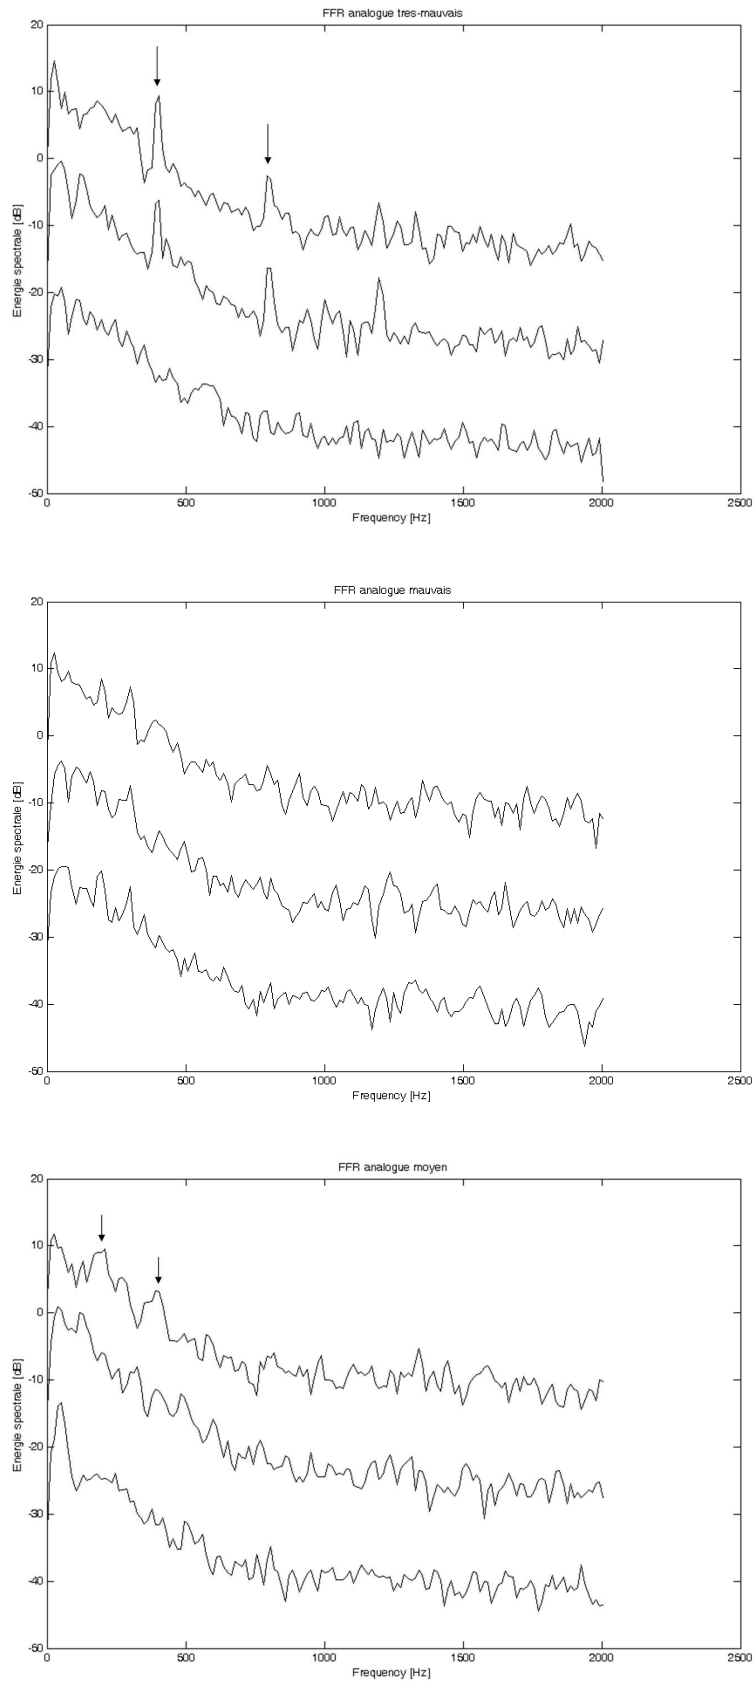 FFR analogue tres-mauvais
20
10
0
-10
-20
-30
-40
-50
Energie spectrale [dB]
0 500 1000 1500 2000 2500
Frequency [Hz]
FFR analogue mauvais
20
10
0
-10
-20
-30
-40
-50
Energie spectrale [dB]
0 500 1000 1500 2000 2500
Frequency [Hz]
FFR analogue moyen
20
10
0
-10
-20
-30
-40
-50
Energie spectrale [dB]
0 500 1000 1500 2000 2500
Frequency [Hz]